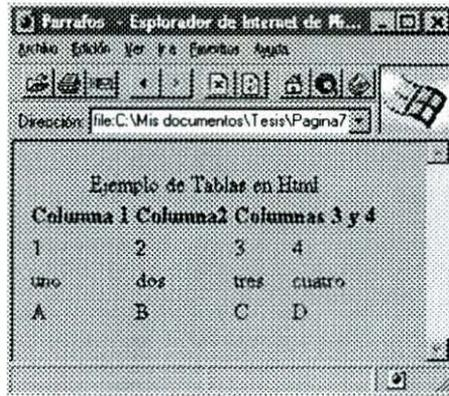 Parrafos - Explorador de Internet de Mi...
Archivo Edición Ver Ir a Favoritos Ayuda
Dirección: file:C:\Mis documentos\Tesis\Pagina7
Ejemplo de Tablas en Html
Columna 1 Columna2 Columnas 3 y 4
1 2 3 4
uno dos tres cuatro
A B C D